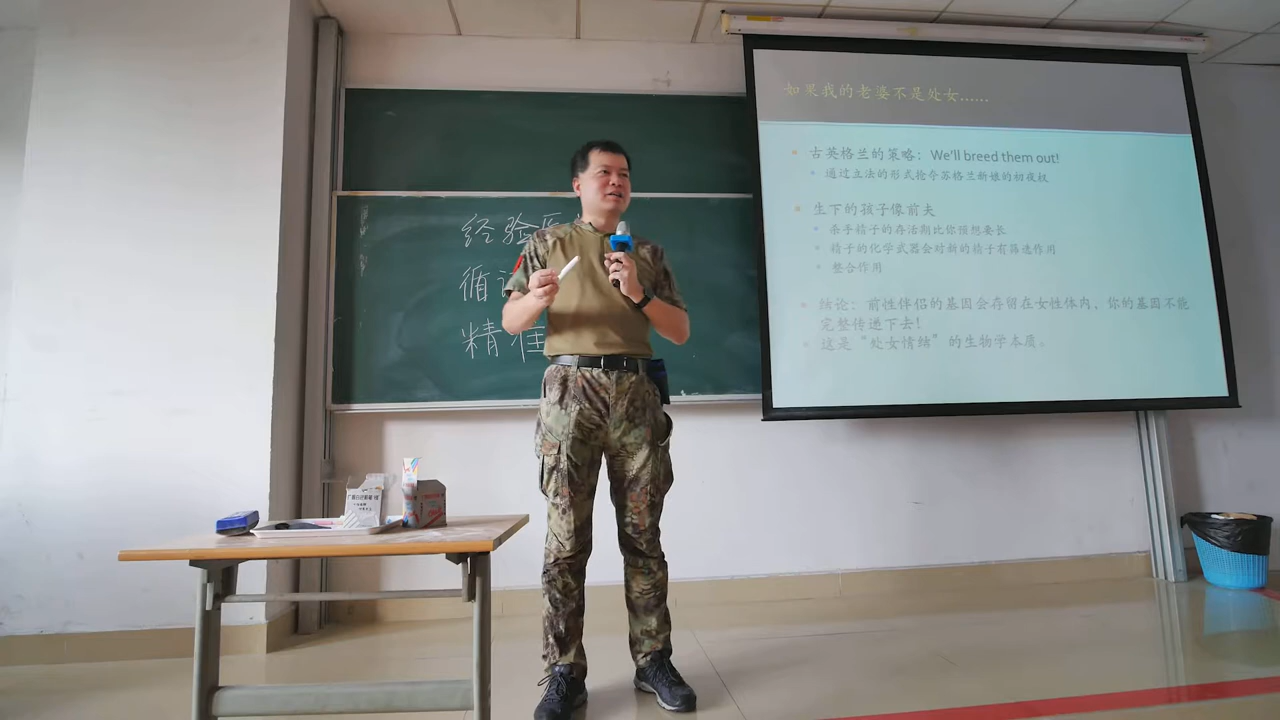 如果我的老婆不是处女……
古英格兰的策略：We'll breed them out!
通过立法的形式抢夺苏格兰新娘的初夜权
生下的孩子像前夫
杀手精子的存活期比你预想要长
精子的化学武器会对新的精子有筛选作用
整合作用
结论：前性伴侣的基因会存留在女性体内、你的基因不能
完整传递下去！
这是“处女情结”的生物学本质。
经验医
循证
精准